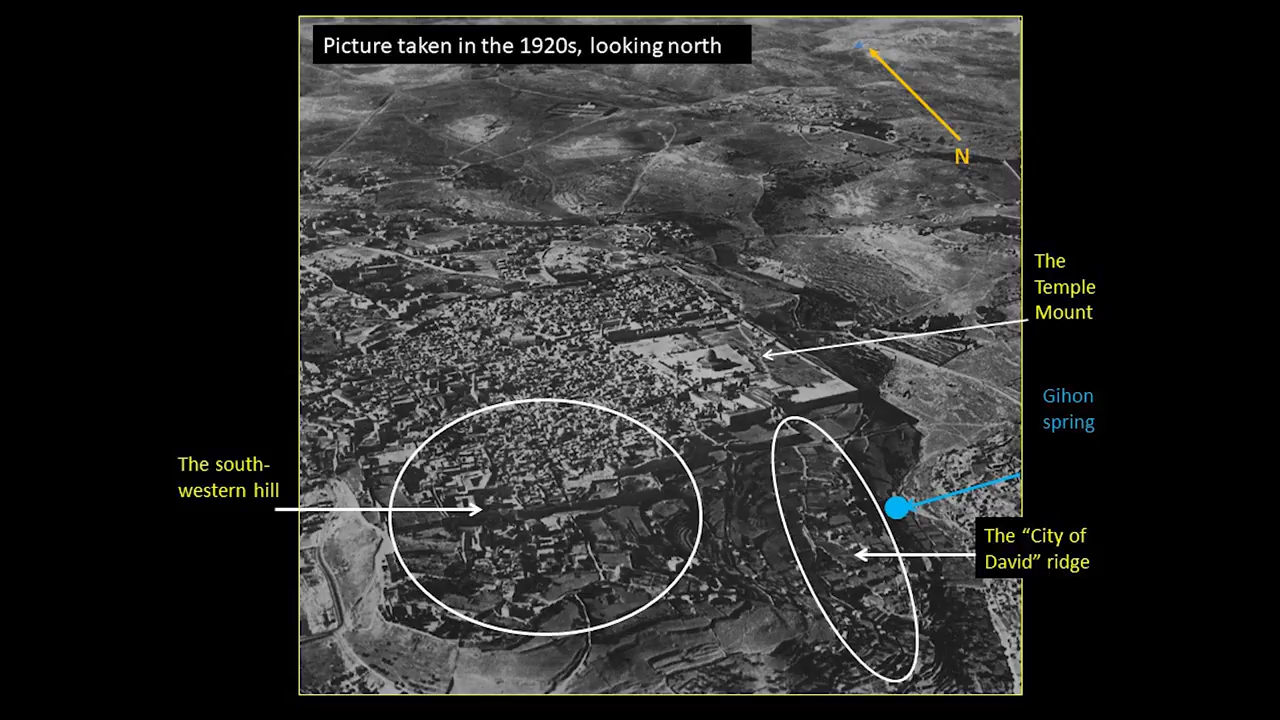 Picture taken in the 1920s, looking north
N
The
Temple
Mount
Gihon
spring
The south-
western hill
The “City of
David” ridge